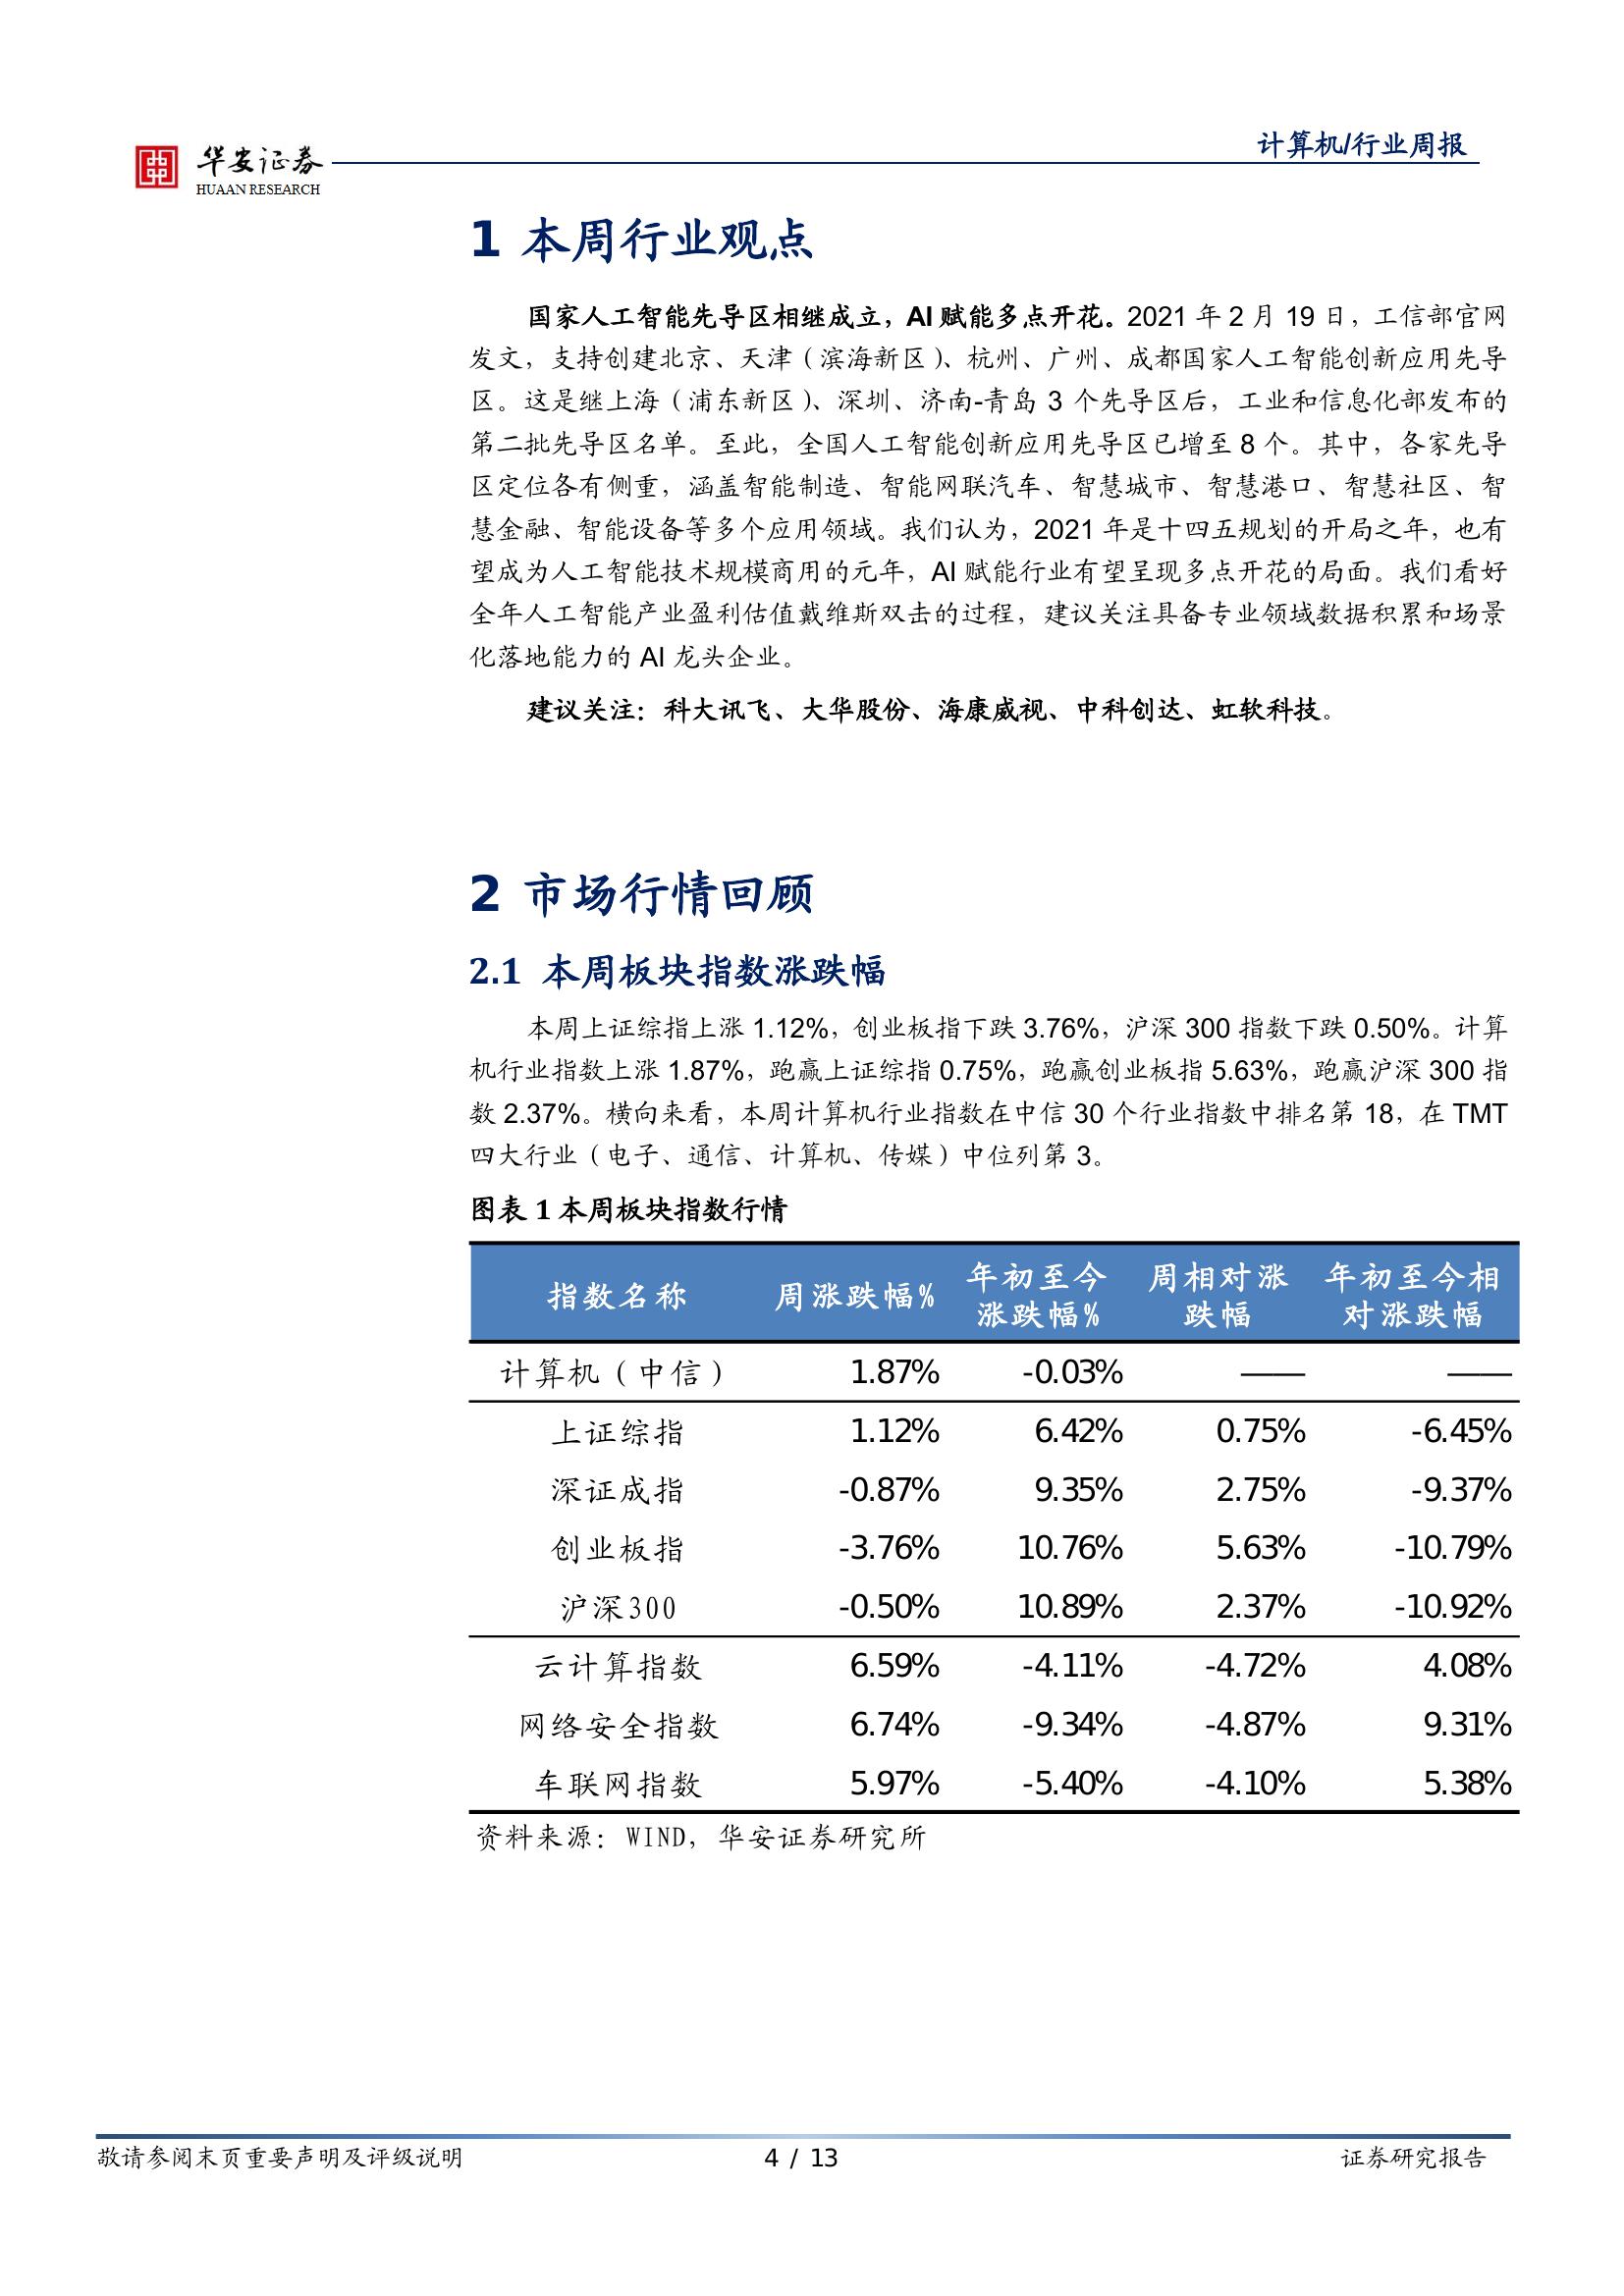 华安证券
HUAAN RESEARCH
计算机/行业周报
1 本周行业观点
国家人工智能先导区相继成立，AI 赋能多点开花。2021 年 2 月 19 日，工信部官网
发文，支持创建北京、天津（滨海新区）、杭州、广州、成都国家人工智能创新应用先导
区。这是继上海（浦东新区）、深圳、济南-青岛 3 个先导区后，工业和信息化部发布的
第二批先导区名单。至此，全国人工智能创新应用先导区已增至 8 个。其中，各家先导
区定位各有侧重，涵盖智能制造、智能网联汽车、智慧城市、智慧港口、智慧社区、智
慧金融、智能设备等多个应用领域。我们认为，2021 年是十四五规划的开局之年，也有
望成为人工智能技术规模商用的元年，AI 赋能行业有望呈现多点开花的局面。我们看好
全年人工智能产业盈利估值戴维斯双击的过程，建议关注具备专业领域数据积累和场景
化落地能力的 AI 龙头企业。
建议关注：科大讯飞、大华股份、海康威视、中科创达、虹软科技。
2 市场行情回顾
2.1 本周板块指数涨跌幅
本周上证综指上涨 1.12%，创业板指下跌 3.76%，沪深 300 指数下跌 0.50%。计算
机行业指数上涨 1.87%，跑赢上证综指 0.75%，跑赢创业板指 5.63%，跑赢沪深 300 指
数 2.37%。横向来看，本周计算机行业指数在中信 30 个行业指数中排名第 18，在 TMT
四大行业（电子、通信、计算机、传媒）中位列第 3。
图表 1 本周板块指数行情
指数名称 周涨跌幅% 年初至今涨跌幅% 周相对涨跌幅 年初至今相对涨跌幅
计算机（中信） 1.87% -0.03% —— ——
上证综指 1.12% 6.42% 0.75% -6.45%
深证成指 -0.87% 9.35% 2.75% -9.37%
创业板指 -3.76% 10.76% 5.63% -10.79%
沪深300 -0.50% 10.89% 2.37% -10.92%
云计算指数 6.59% -4.11% -4.72% 4.08%
网络安全指数 6.74% -9.34% -4.87% 9.31%
车联网指数 5.97% -5.40% -4.10% 5.38%
资料来源：WIND，华安证券研究所
敬请参阅末页重要声明及评级说明 4 / 13 证券研究报告